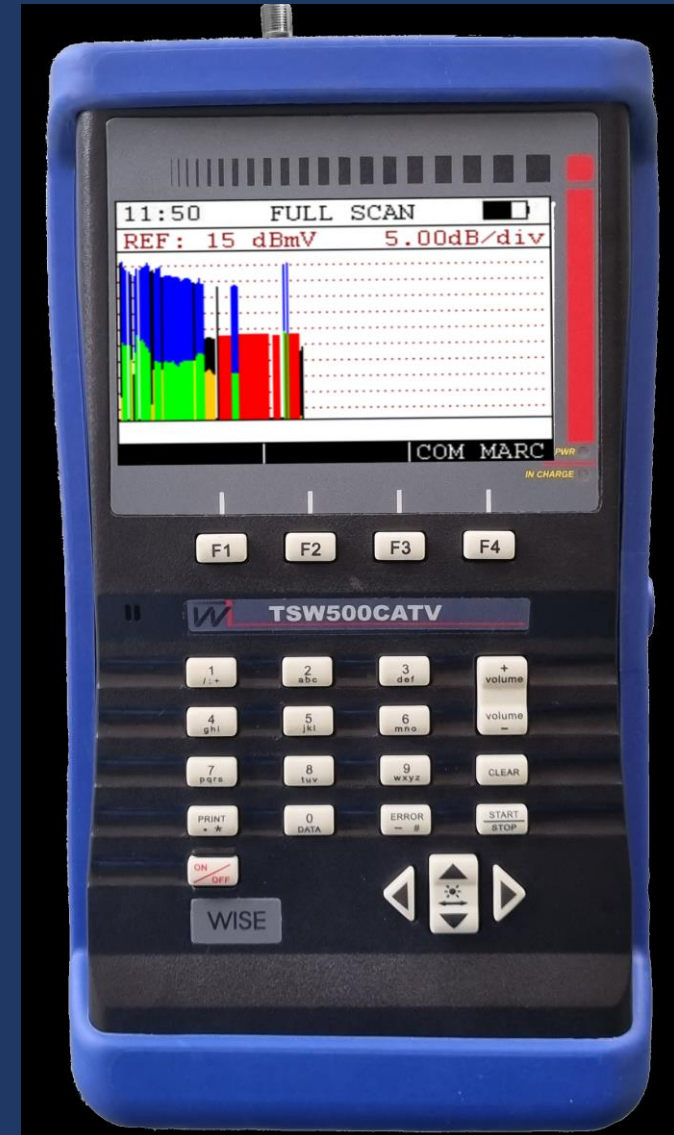 11:50 FULL SCAN
REF: 15 dBmV 5.00dB/div
COM MARC
PWR
IN CHARGE
F1 F2 F3 F4
W TSW500CATV
1 2 3 +
/:+ abc def volume
4 5 6 volume
ghi jkl mno −
7 8 9 CLEAR
pqrs tuv wxyz
PRINT 0 ERROR START
. * DATA − # STOP
ON
OFF
WISE